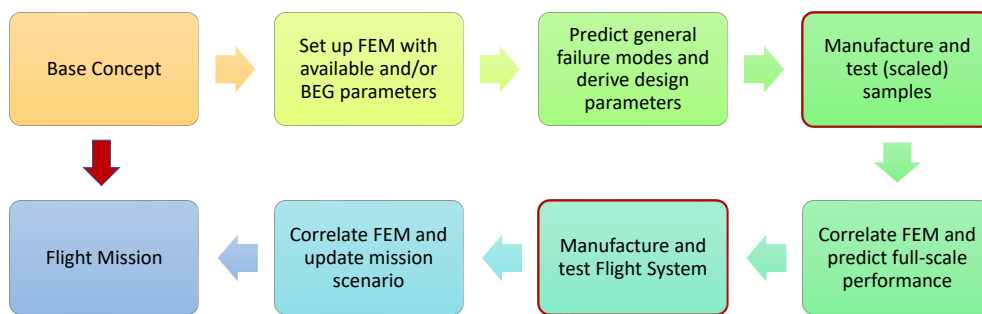 Base Concept
Set up FEM with
available and/or
BEG parameters
Predict general
failure modes and
derive design
parameters
Manufacture and
test (scaled)
samples
Correlate FEM and
predict full-scale
performance
Manufacture and
test Flight System
Correlate FEM and
update mission
scenario
Flight Mission